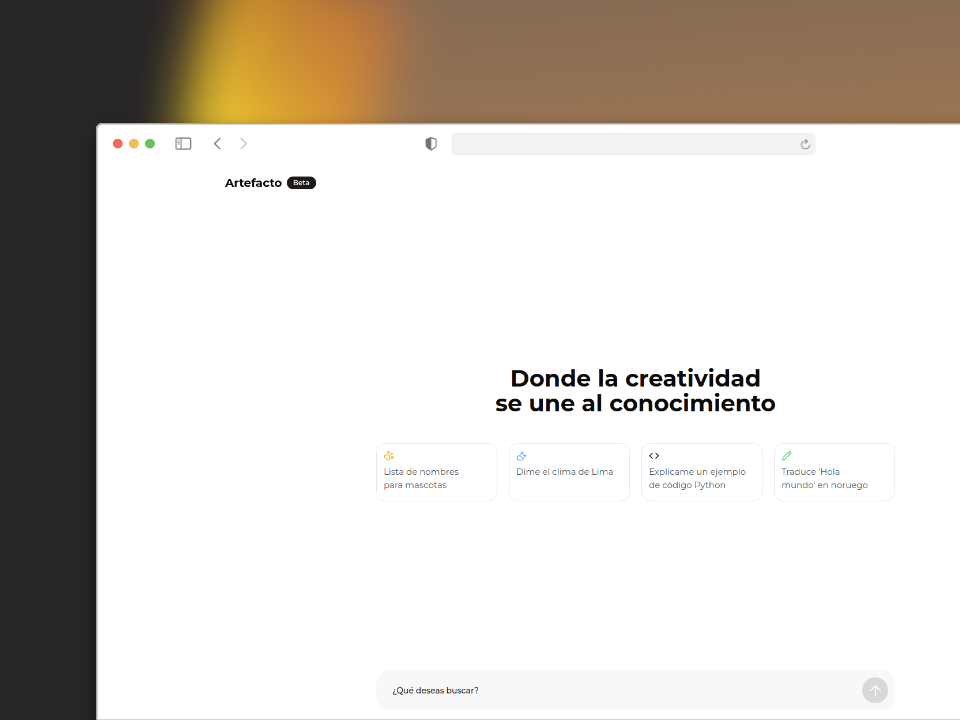 Artefacto Beta
Donde la creatividad
se une al conocimiento
Lista de nombres
para mascotas
Dime el clima de Lima
Explicame un ejemplo
de código Python
Traduce 'Hola
mundo' en noruego
¿Qué deseas buscar?